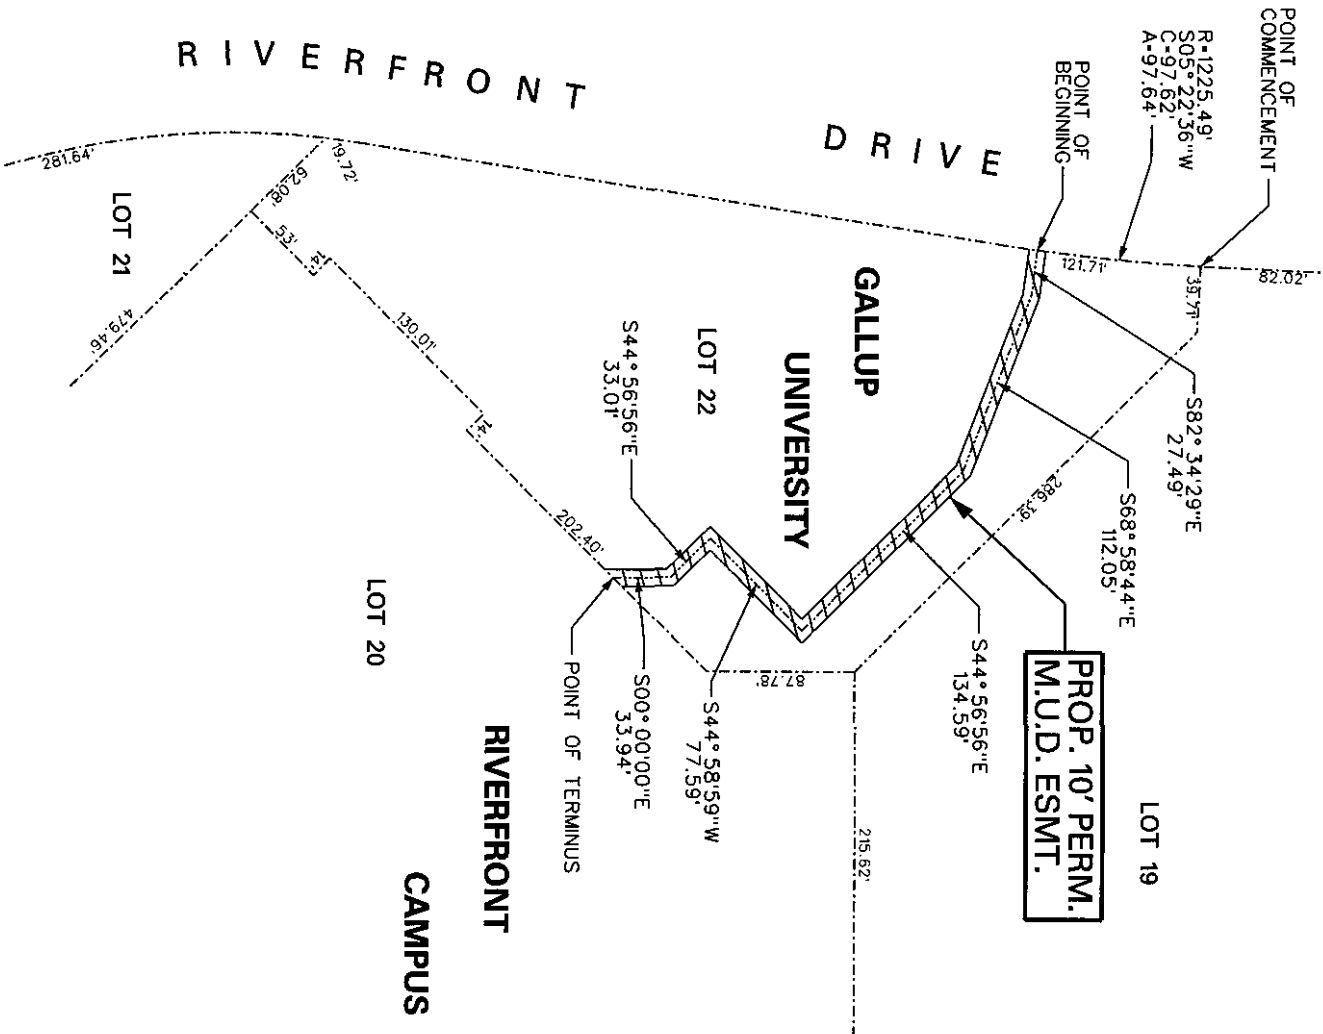 POINT OF
COMMENCEMENT
R=1225.49'
S05°22'36"W
C=97.62'
A=97.64'
POINT OF
BEGINNING
RIVERFRONT
DRIVE
82.02'
39.71'
121.71'
S82°34'29"E
27.49'
S68°58'44"E
112.05'
286.39'
PROP. 10' PERM.
M.U.D. ESMT.
LOT 19
S44°56'56"E
134.59'
GALLUP
UNIVERSITY
LOT 22
S44°56'56"E
33.01'
87.78'
215.62'
S44°58'59"W
77.59'
S00°00'00"E
33.94'
POINT OF TERMINUS
202.40'
14'
130.01'
14'
53'
62.08'
19.72'
281.64'
LOT 21
479.46'
LOT 20
RIVERFRONT
CAMPUS